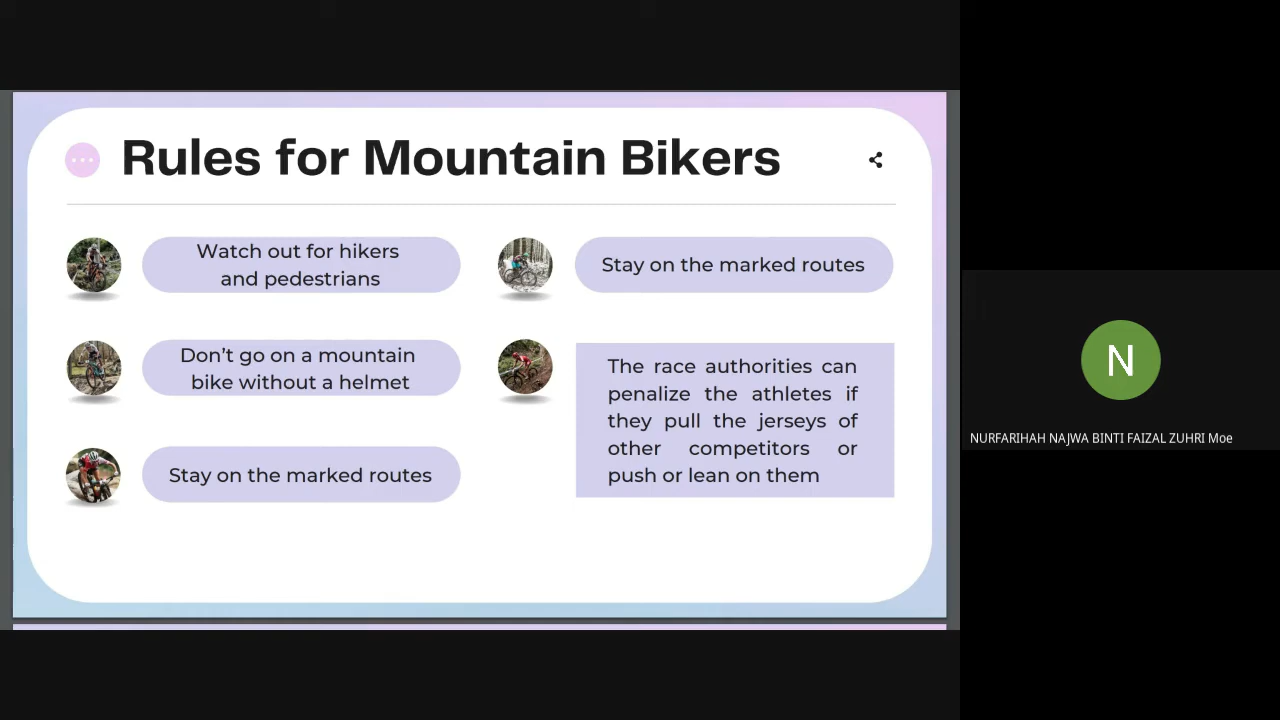 Rules for Mountain Bikers
Watch out for hikers
and pedestrians
Don't go on a mountain
bike without a helmet
Stay on the marked routes
Stay on the marked routes
The race authorities can
penalize the athletes if
they pull the jerseys of
other competitors or
push or lean on them
N
NURFARIHAH NAJWA BINTI FAIZAL ZUHRI Moe